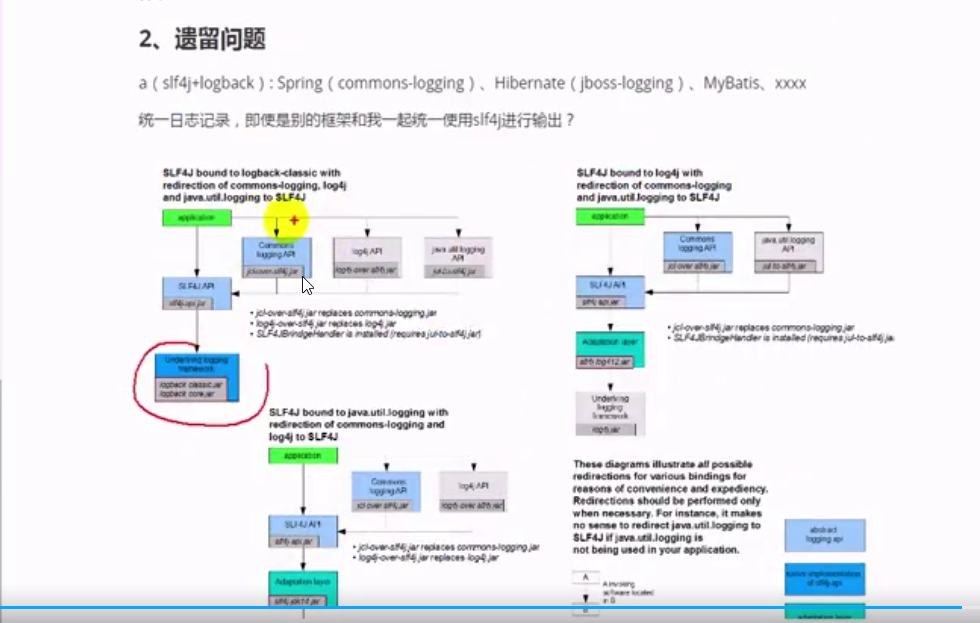 2、遗留问题
a（slf4j+logback）: Spring（commons-logging）、Hibernate（jboss-logging）、MyBatis、xxxx
统一日志记录，即使是别的框架和我一起统一使用slf4j进行输出？
SLF4J bound to logback-classic with
redirection of commons-logging, log4j
and java.util.logging to SLF4J
application
Commons
logging API
jcl-over-slf4j.jar
log4j API
log4j-over-slf4j.jar
java.util.logging
API
jul-to-slf4j.jar
SLF4J API
slf4j-api.jar
• jcl-over-slf4j.jar replaces commons-logging.jar
• log4j-over-slf4j.jar replaces log4j.jar
• SLF4JBridgeHandler is installed (requires jul-to-slf4j.jar)
Underlying logging
framework
logback-classic.jar
logback-core.jar
SLF4J bound to log4j with
redirection of commons-logging
and java.util.logging to SLF4J
application
Commons
logging API
jcl-over-slf4j.jar
java.util.logging
API
jul-to-slf4j.jar
SLF4J API
slf4j-api.jar
• jcl-over-slf4j.jar replaces commons-logging.jar
• SLF4JBridgeHandler is installed (requires jul-to-slf4j.ja
Adaptation layer
slf4j-log412.jar
Underlying
logging
framework
log4j.jar
SLF4J bound to java.util.logging with
redirection of commons-logging and
log4j to SLF4J
application
Commons
logging API
jcl-over-slf4j.jar
log4j API
log4j-over-slf4j.jar
SLF4J API
slf4j-api.jar
• jcl-over-slf4j.jar replaces commons-logging.jar
• log4j-over-slf4j.jar replaces log4j.jar
Adaptation layer
slf4j-jdk14.jar
These diagrams illustrate all possible
redirections for various bindings for
reasons of convenience and expediency.
Redirections should be performed only
when necessary. For instance, it makes
no sense to redirect java.util.logging to
SLF4J if java.util.logging is
not being used in your application.
abstract
logging api
native implementation
of slf4j-api
adaptation layer
A
A invoking
software located
in B